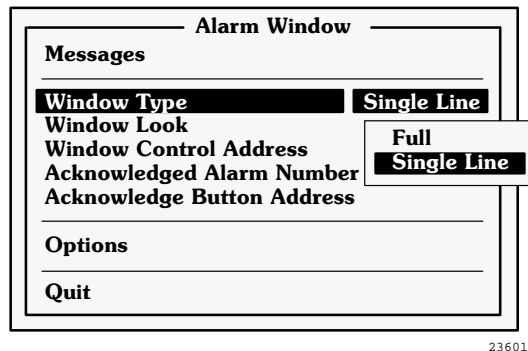 Alarm Window
Messages
Window Type Single Line
Window Look
Full
Window Control Address
Single Line
Acknowledged Alarm Number
Acknowledge Button Address
Options
Quit
23601